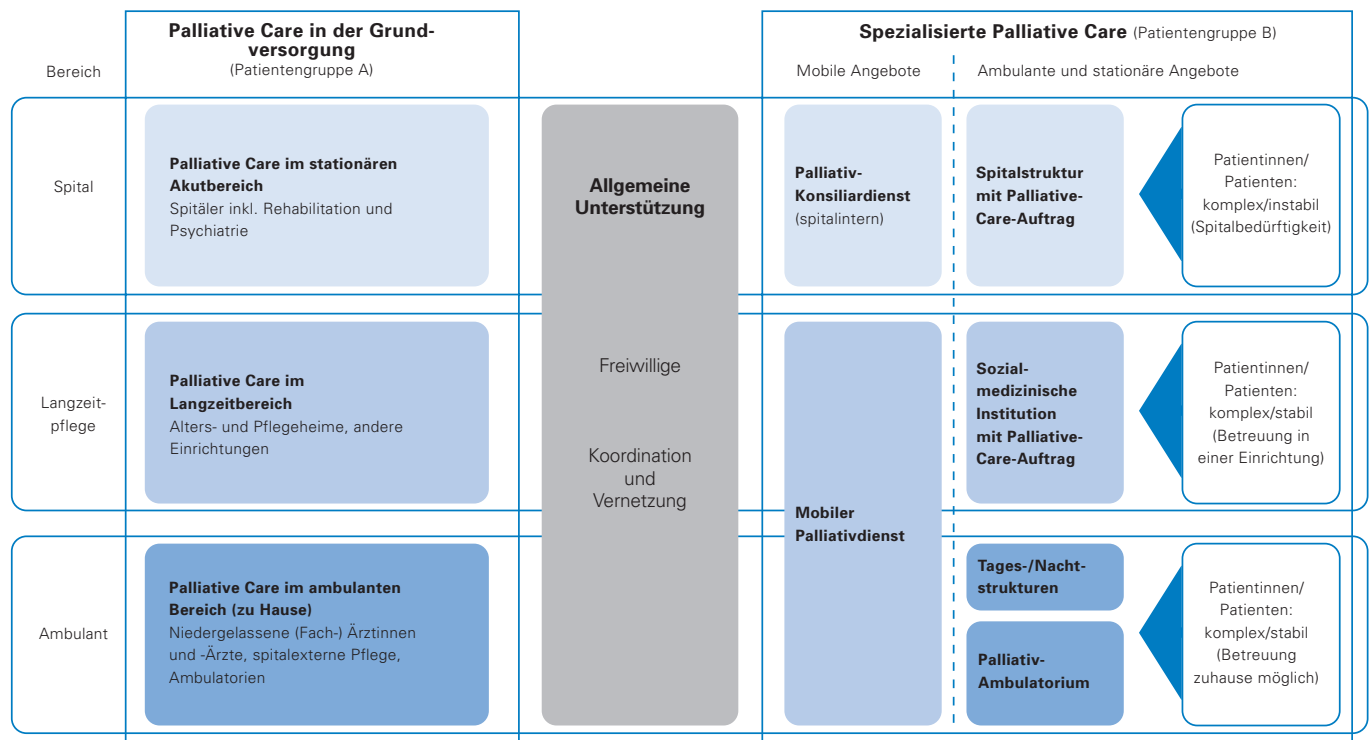 Palliative Care in der Grund-
versorgung
(Patientengruppe A)
Spezialisierte Palliative Care (Patientengruppe B)
Bereich
Mobile Angebote
Ambulante und stationäre Angebote
Spital
Palliative Care im stationären
Akutbereich
Spitäler inkl. Rehabilitation und
Psychiatrie
Allgemeine
Unterstützung
Freiwillige
Koordination
und
Vernetzung
Palliativ-
Konsiliardienst
(spitalintern)
Spitalstruktur
mit Palliative-
Care-Auftrag
Patientinnen/
Patienten:
komplex/instabil
(Spitalbedürftigkeit)
Langzeit-
pflege
Palliative Care im
Langzeitbereich
Alters- und Pflegeheime, andere
Einrichtungen
Mobiler
Palliativdienst
Sozial-
medizinische
Institution
mit Palliative-
Care-Auftrag
Patientinnen/
Patienten:
komplex/stabil
(Betreuung in
einer Einrichtung)
Ambulant
Palliative Care im ambulanten
Bereich (zu Hause)
Niedergelassene (Fach-) Ärztinnen
und -Ärzte, spitalexterne Pflege,
Ambulatorien
Tages-/Nacht-
strukturen
Palliativ-
Ambulatorium
Patientinnen/
Patienten:
komplex/stabil
(Betreuung
zuhause möglich)